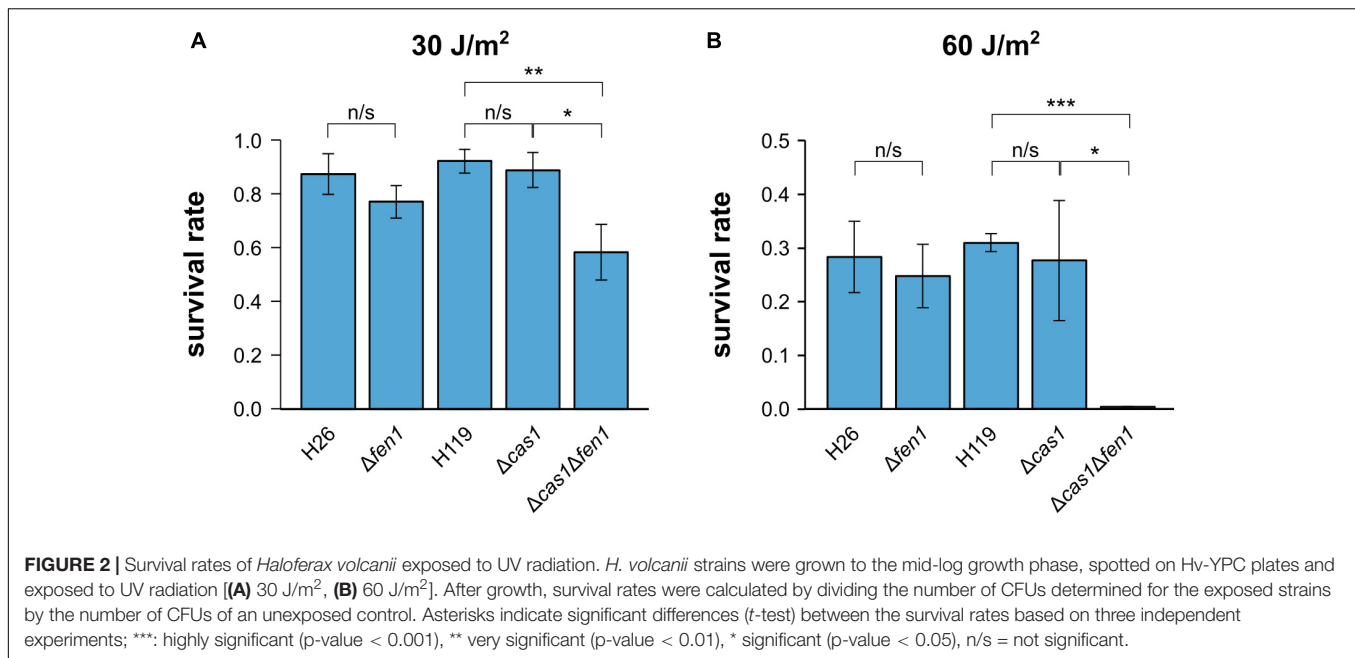 A
30 J/m²
**
n/s
n/s
*
1.0
0.8
0.6
0.4
0.2
0.0
survival rate
H26
Δfen1
H119
Δcas1
Δcas1Δfen1
B
60 J/m²
***
n/s
n/s
*
0.5
0.4
0.3
0.2
0.1
0.0
survival rate
H26
Δfen1
H119
Δcas1
Δcas1Δfen1
FIGURE 2 | Survival rates of Haloferax volcanii exposed to UV radiation. H. volcanii strains were grown to the mid-log growth phase, spotted on Hv-YPC plates and
exposed to UV radiation [(A) 30 J/m², (B) 60 J/m²]. After growth, survival rates were calculated by dividing the number of CFUs determined for the exposed strains
by the number of CFUs of an unexposed control. Asterisks indicate significant differences (t-test) between the survival rates based on three independent
experiments; ***: highly significant (p-value < 0.001), ** very significant (p-value < 0.01), * significant (p-value < 0.05), n/s = not significant.